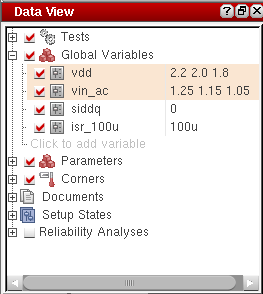 Data View
Tests
Global Variables
vdd 2.2 2.0 1.8
vin_ac 1.25 1.15 1.05
siddq 0
isr_100u 100u
Click to add variable
Parameters
Corners
Documents
Setup States
Reliability Analyses